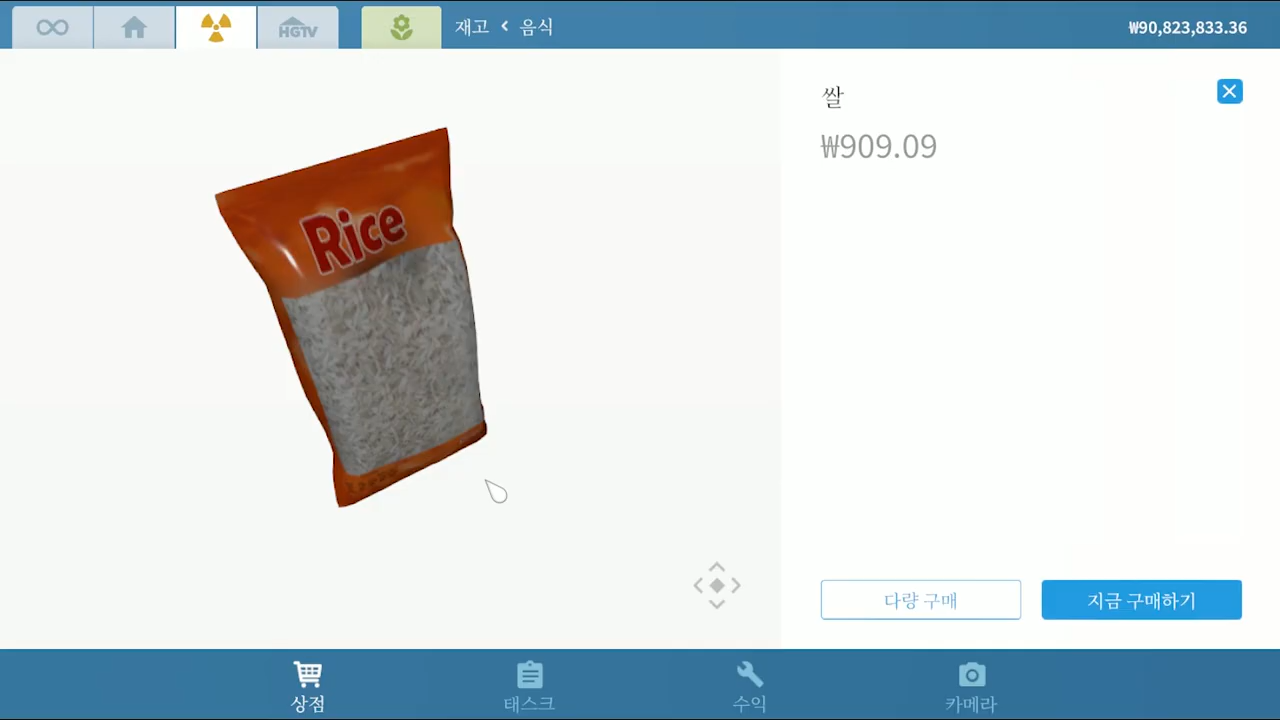 HGTV
재고 < 음식
₩90,823,833.36
쌀
₩909.09
Rice
다량 구매
지금 구매하기
상점
태스크
수익
카메라